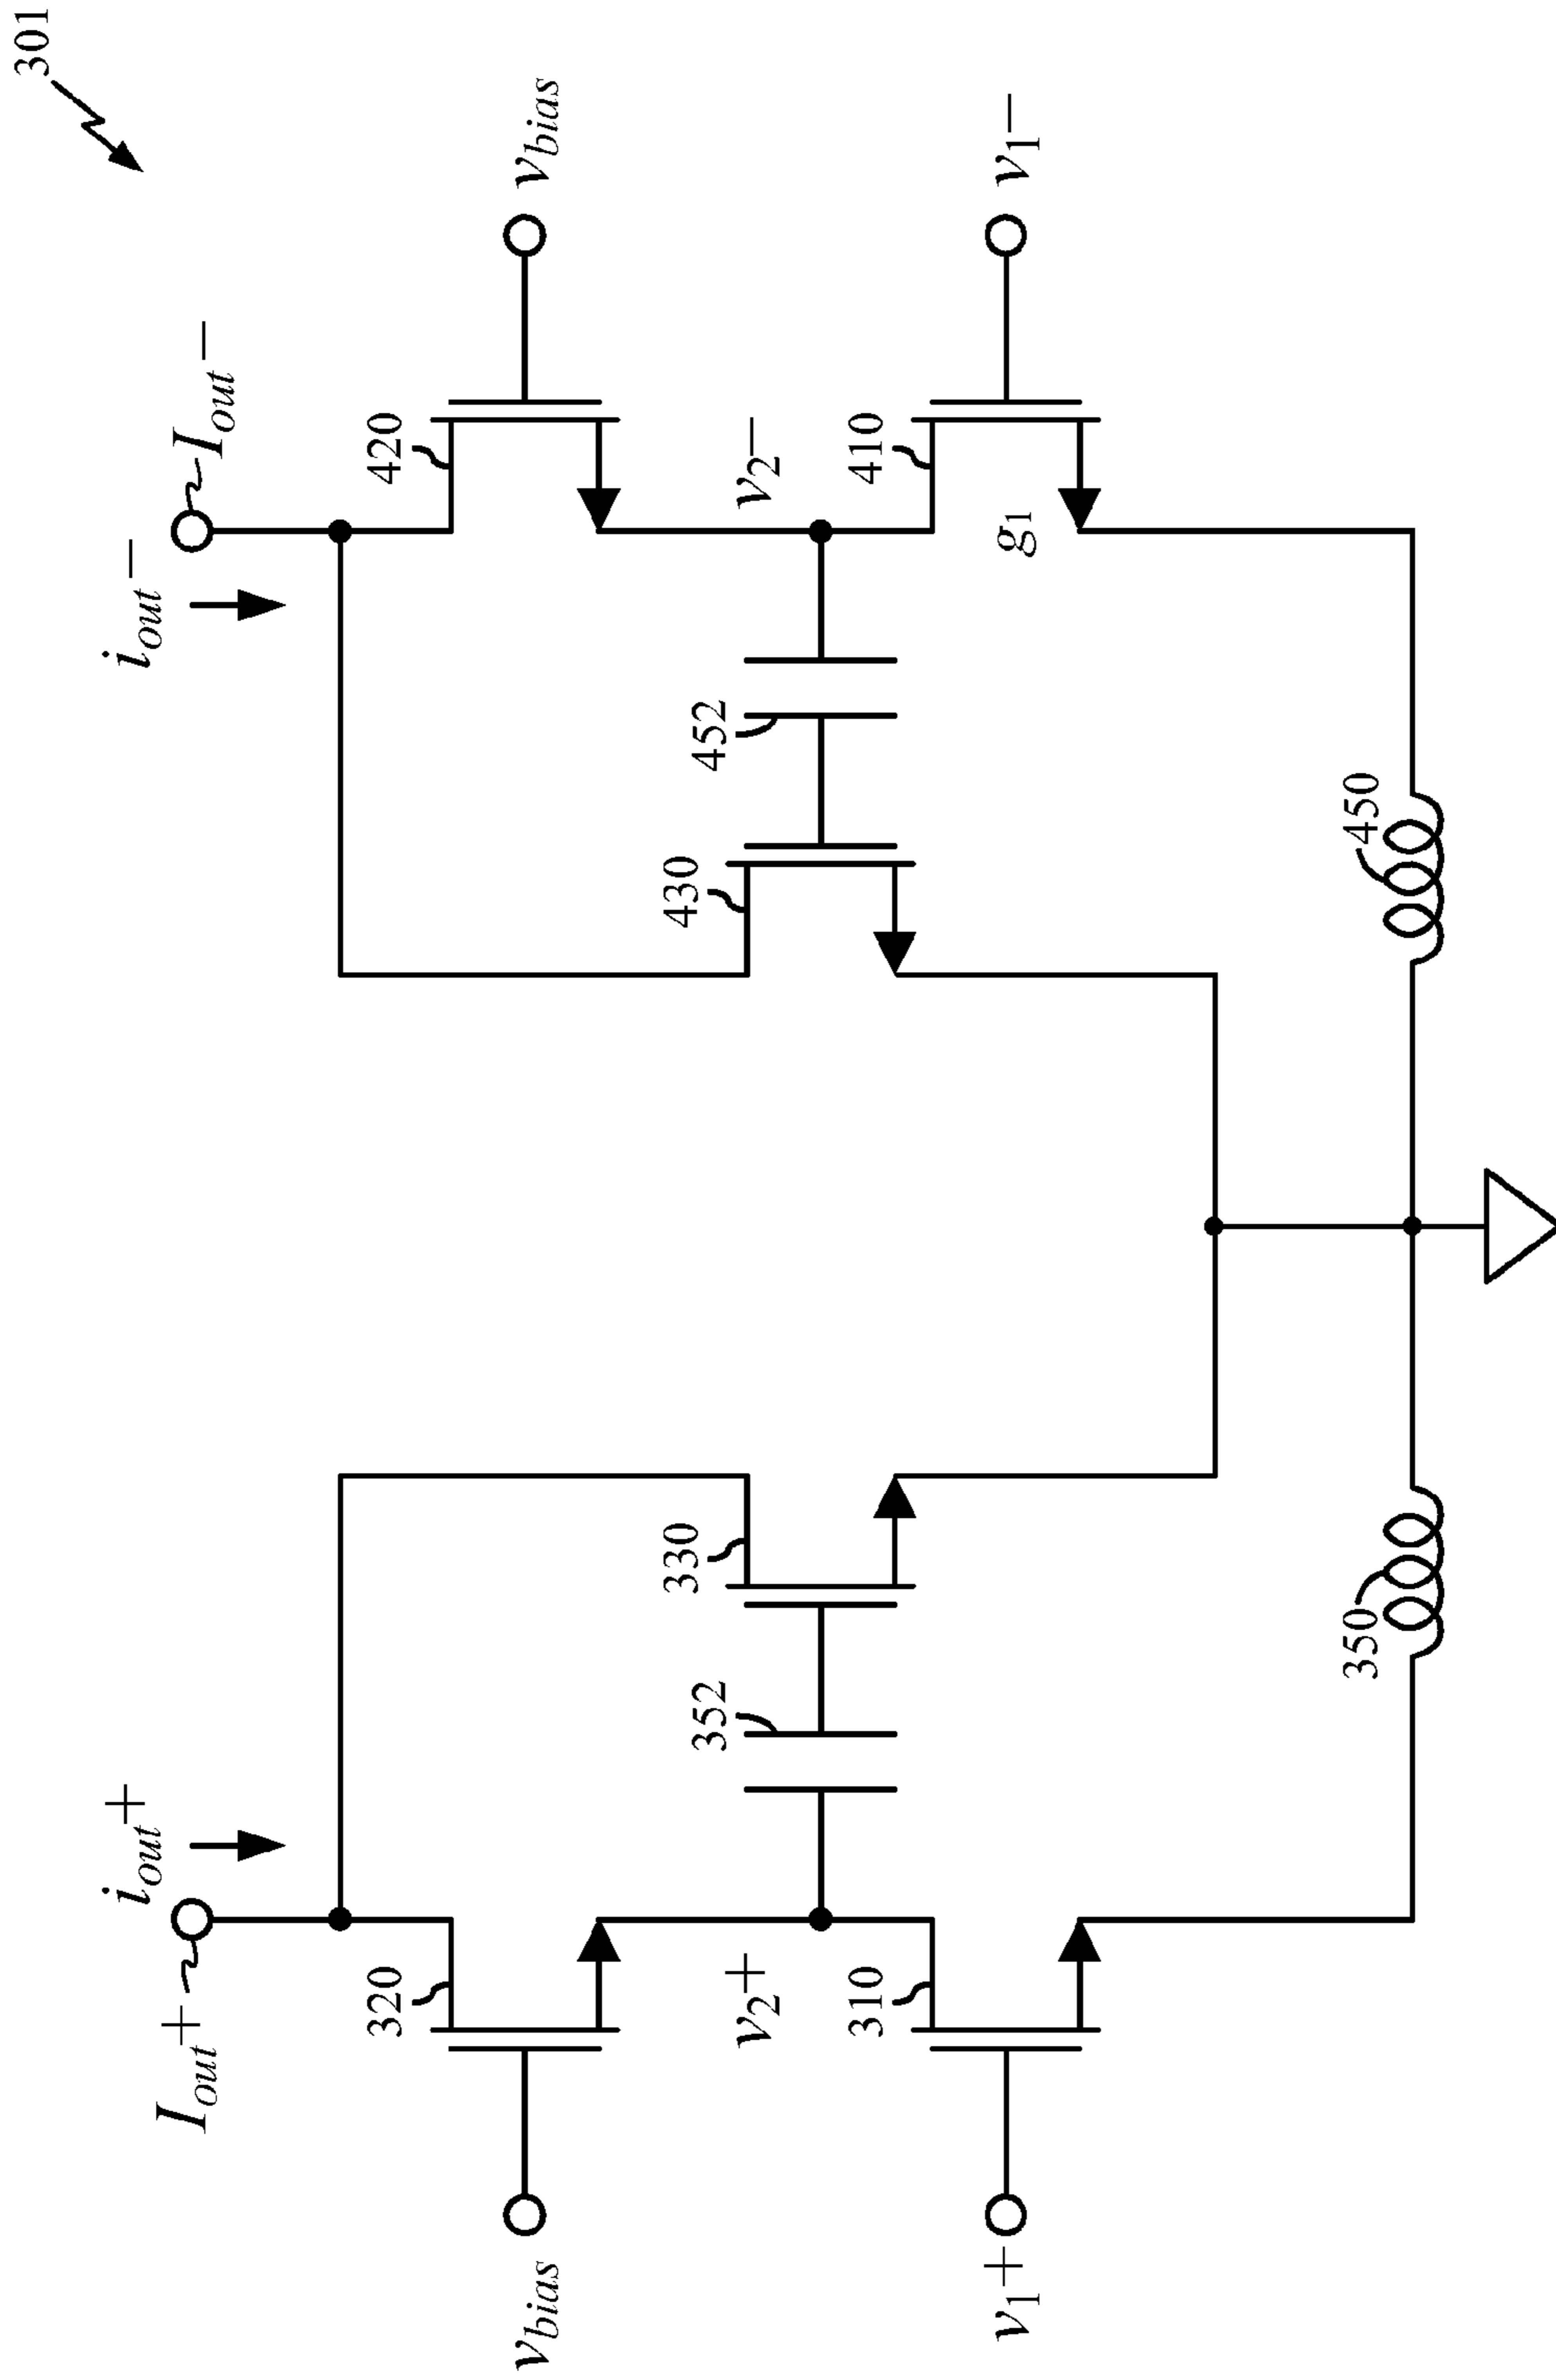 301
i_out+
i_out−
I_out+
I_out−
320
420
v_bias
v_bias
352
452
330
430
v_2+
v_2−
310
410
v_1+
g_1
v_1−
350
450